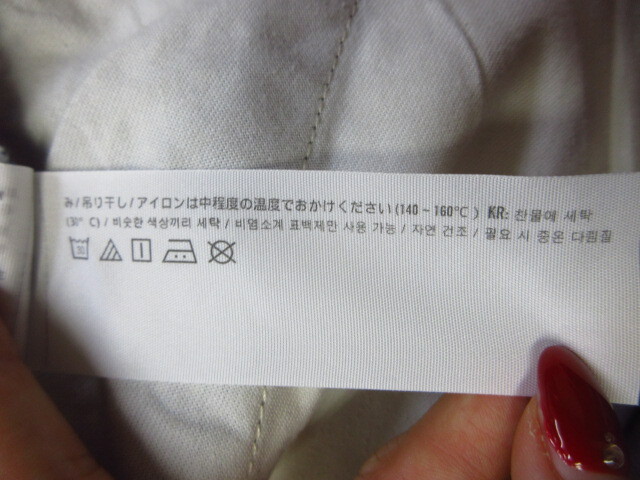 み/吊り干し/アイロンは中程度の温度でおかけください(140 ~ 160°C) KR: 찬물에 세탁
(30° C) / 비슷한 색상끼리 세탁 / 비염소계 표백제만 사용 가능 / 자연 건조 / 필요 시 중온 다림질
30